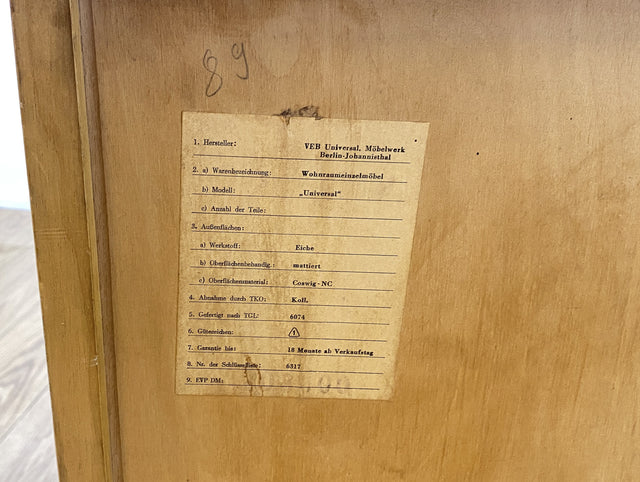 89
1. Hersteller: VEB Universal, Möbelwerk
Berlin-Johannisthal
2. a) Warenbezeichnung: Wohnraumeinzelmöbel
b) Modell: „Universal“
c) Anzahl der Teile:
3. Außenflächen:
a) Werkstoff: Eiche
b) Oberflächenbehandlg.: mattiert
c) Oberflächenmaterial: Coswig-NC
4. Abnahme durch TKO: Koll.
5. Gefertigt nach TGL: 6074
6. Gütezeichen: 1
7. Garantie bis: 18 Monate ab Verkaufstag
8. Nr. der Schlüsselliste: 6317
9. EVP DM: